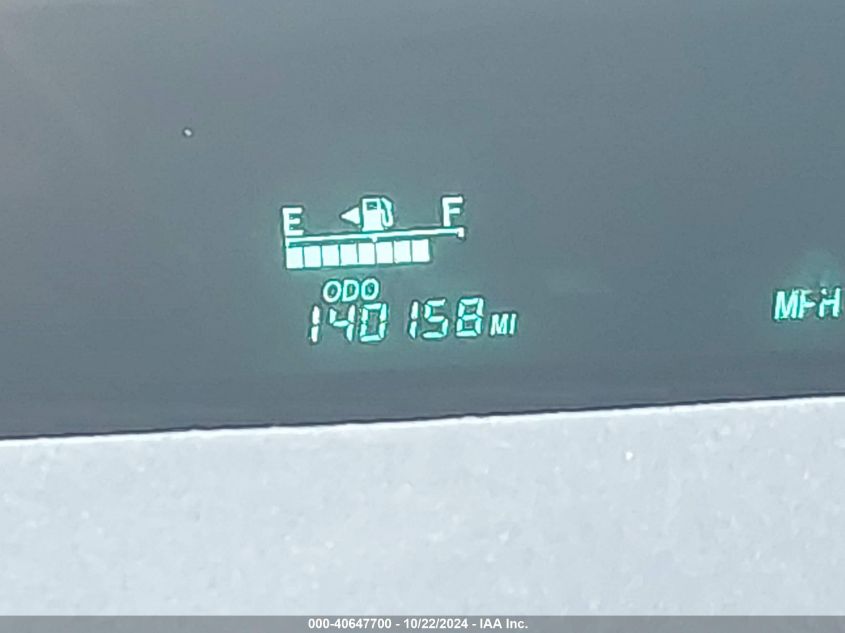 E F
ODO
140158 MI
MPH
000-40647700 - 10/22/2024 - IAA Inc.